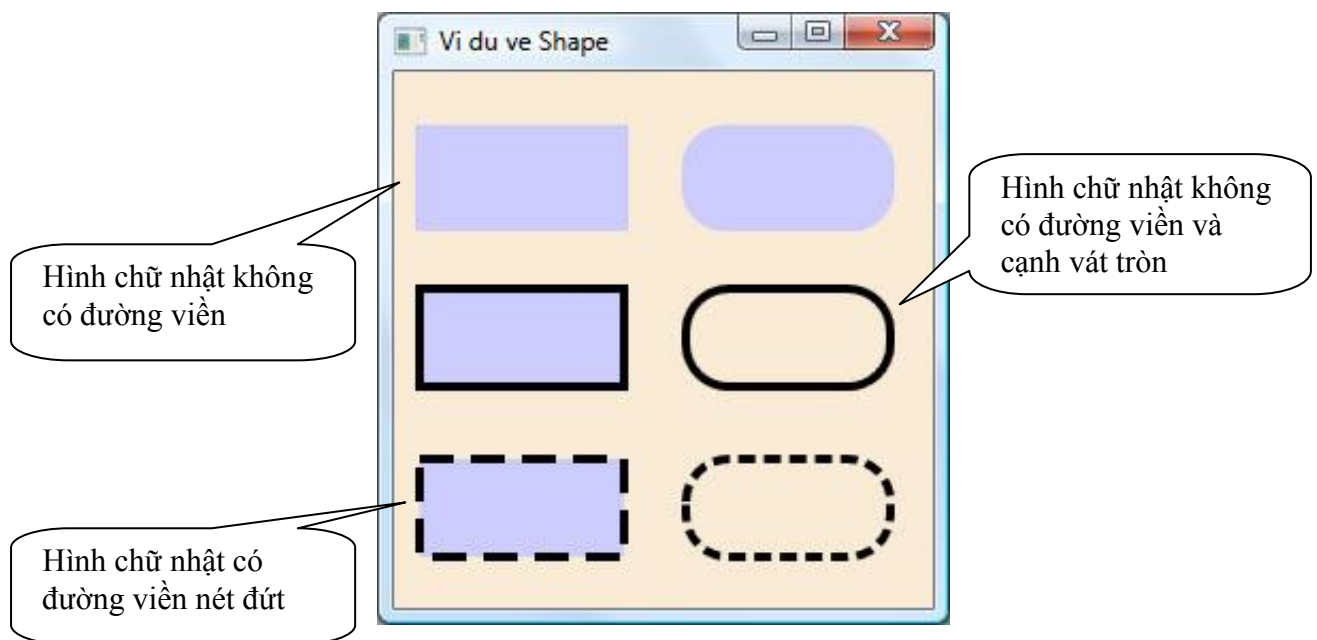 Vi du ve Shape
Hình chữ nhật không
có đường viền và
cạnh vát tròn
Hình chữ nhật không
có đường viền
Hình chữ nhật có
đường viền nét đứt